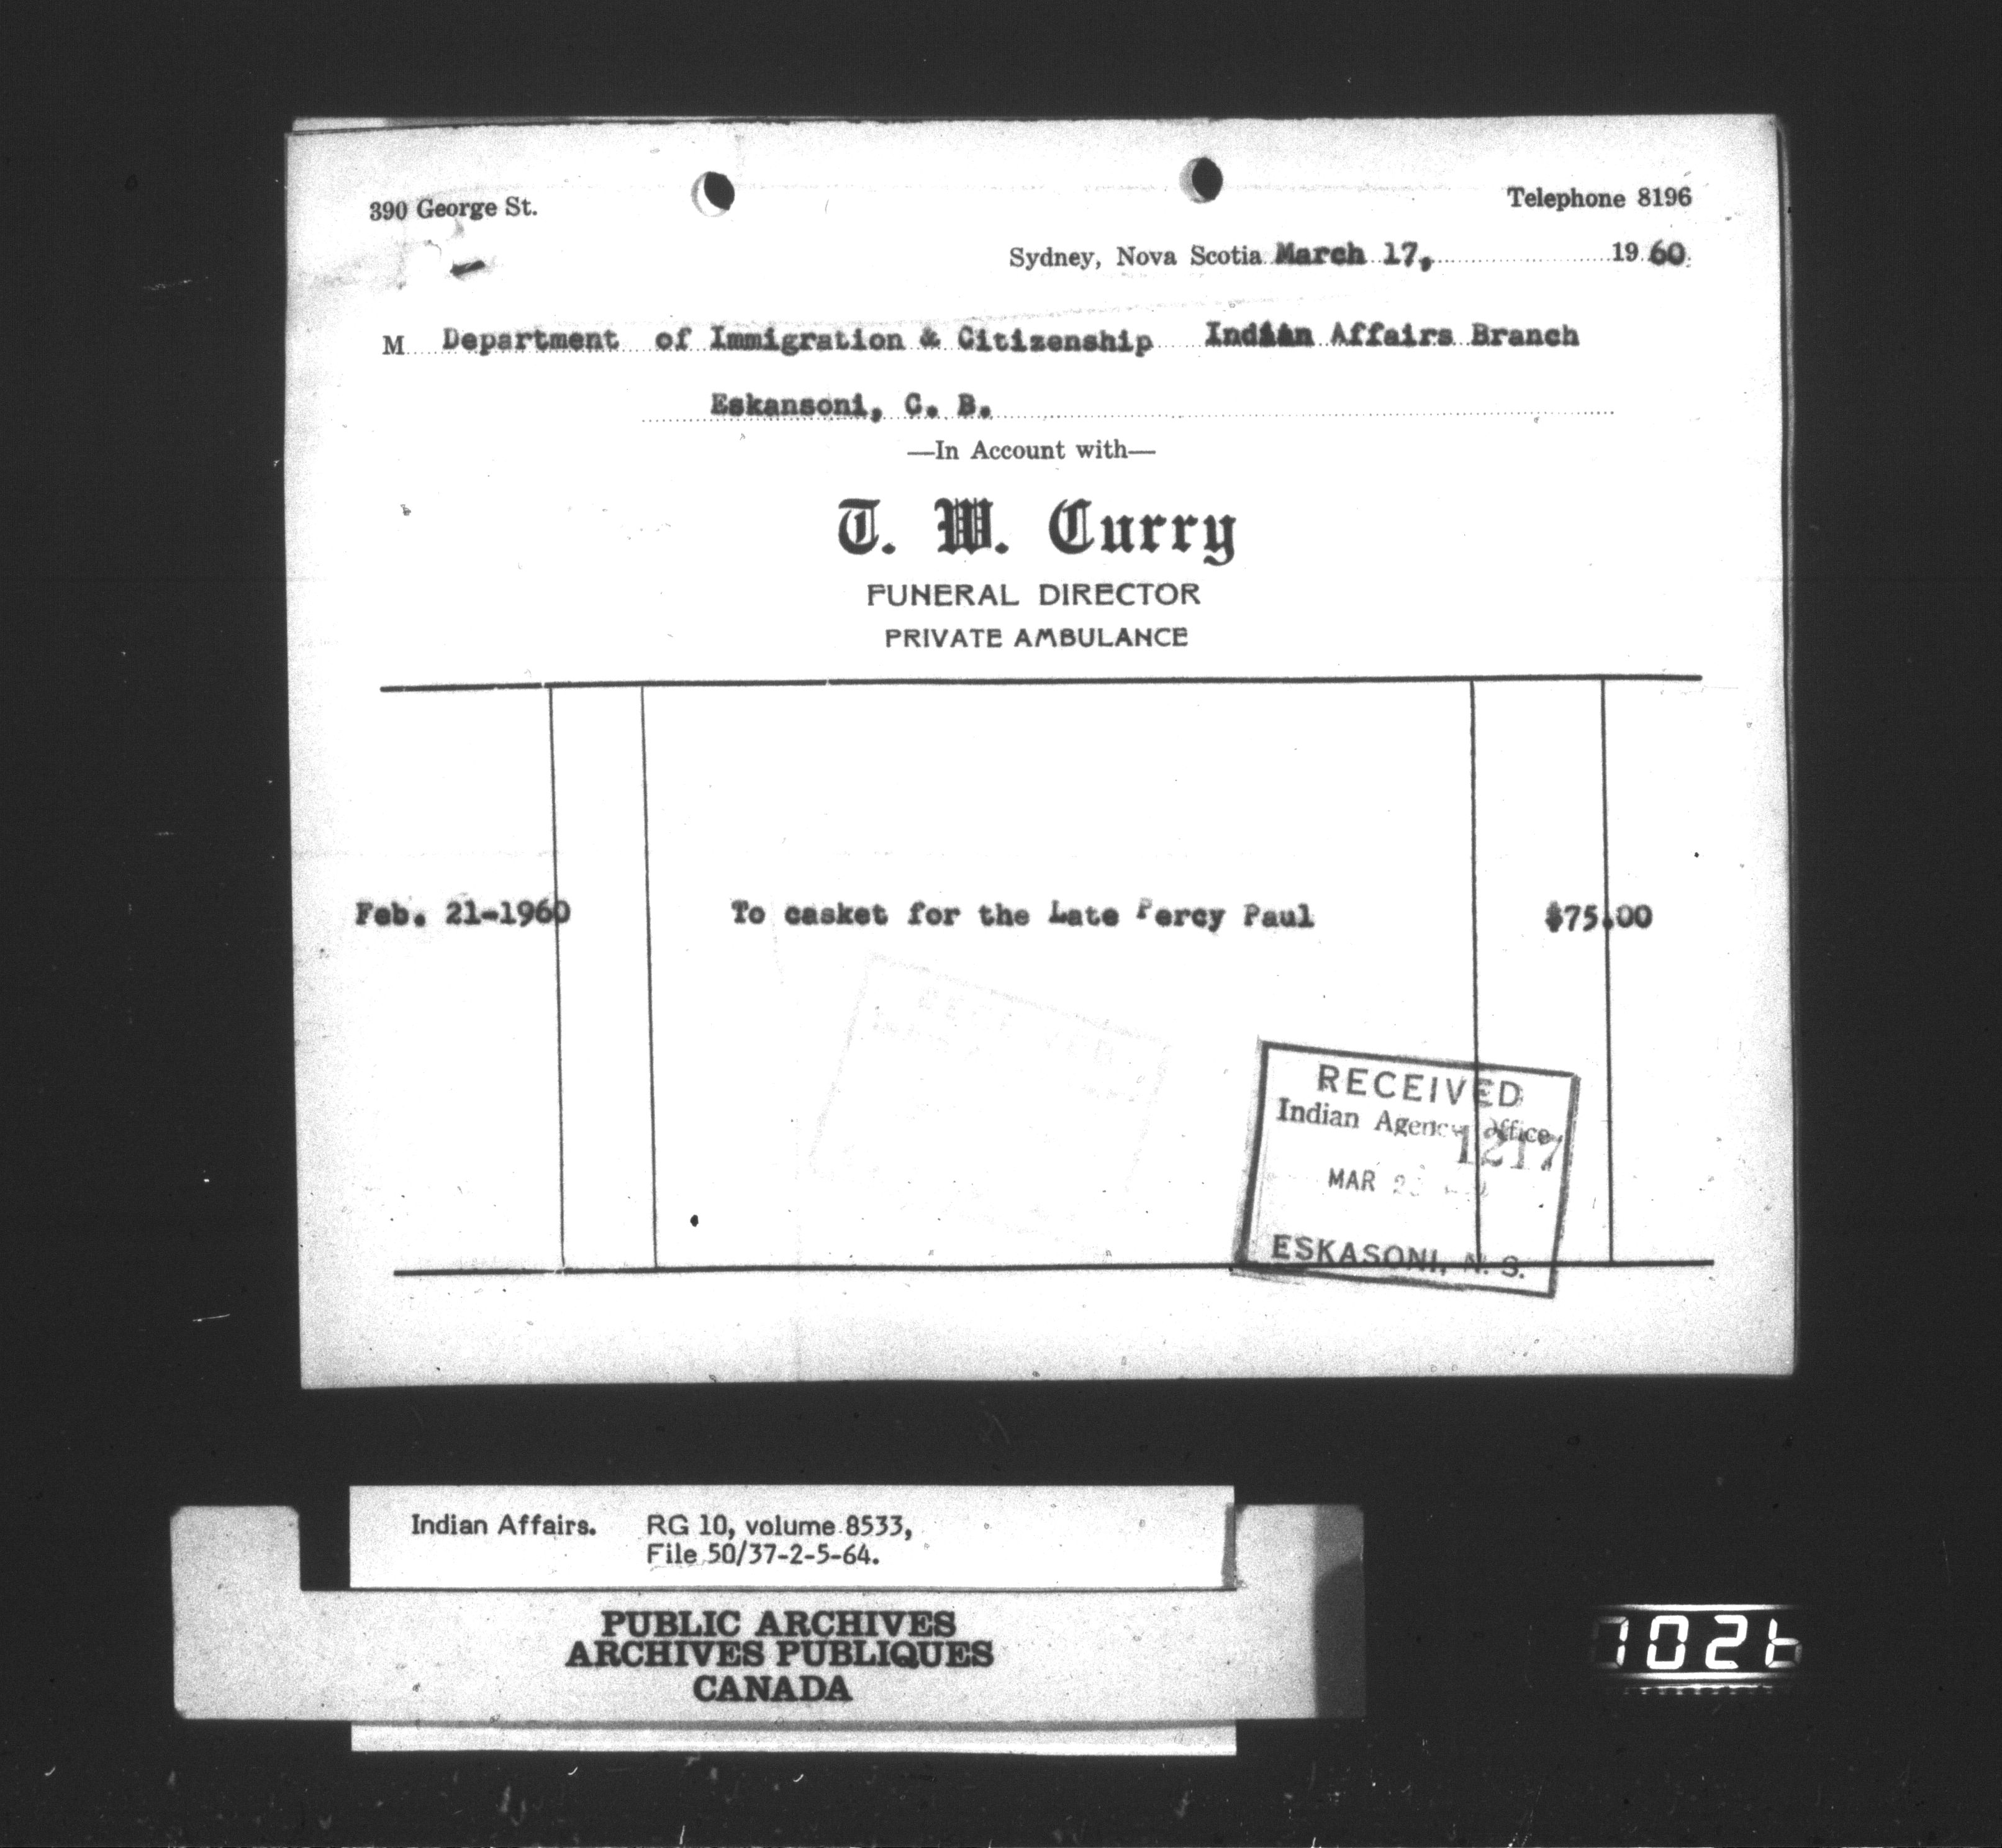 390 George St.
Telephone 8196
Sydney, Nova Scotia March 17, 1960.
M Department of Immigration & Citizenship Indian Affairs Branch
Eskansoni, C. B.
—In Account with—
T. W. Curry
FUNERAL DIRECTOR
PRIVATE AMBULANCE
Feb. 21-1960 To casket for the Late Percy Paul $75.00
RECEIVED
Indian Agency Office
1217
MAR
ESKASONI, N. S.
Indian Affairs. RG 10, volume 8533,
File 50/37-2-5-64.
PUBLIC ARCHIVES
ARCHIVES PUBLIQUES
CANADA